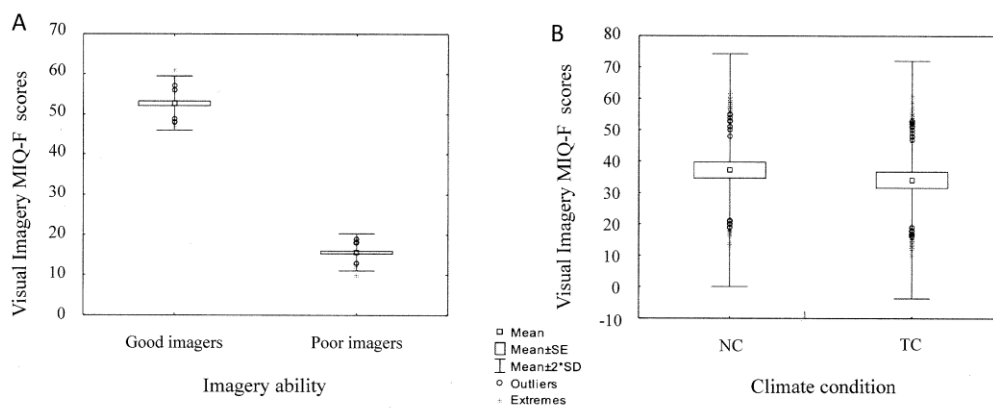 A
Visual Imagery MIQ-F scores
70
60
50
40
30
20
10
0
Good imagers Poor imagers
Imagery ability
Mean
Mean±SE
Mean±2*SD
Outliers
Extremes
B
Visual Imagery MIQ-F scores
80
70
60
50
40
30
20
10
0
-10
NC TC
Climate condition